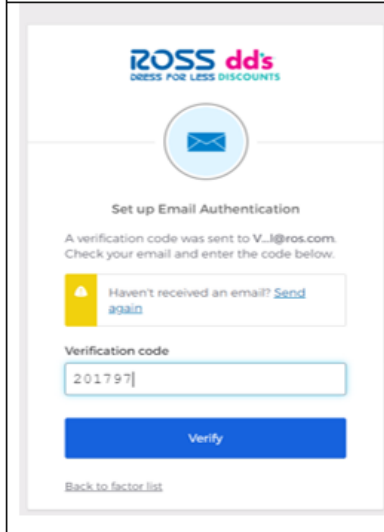 ROSS dd's
DRESS FOR LESS DISCOUNTS
Set up Email Authentication
A verification code was sent to V...l@ros.com.
Check your email and enter the code below.
Haven't received an email? Send
again
Verification code
201797
Verify
Back to factor list